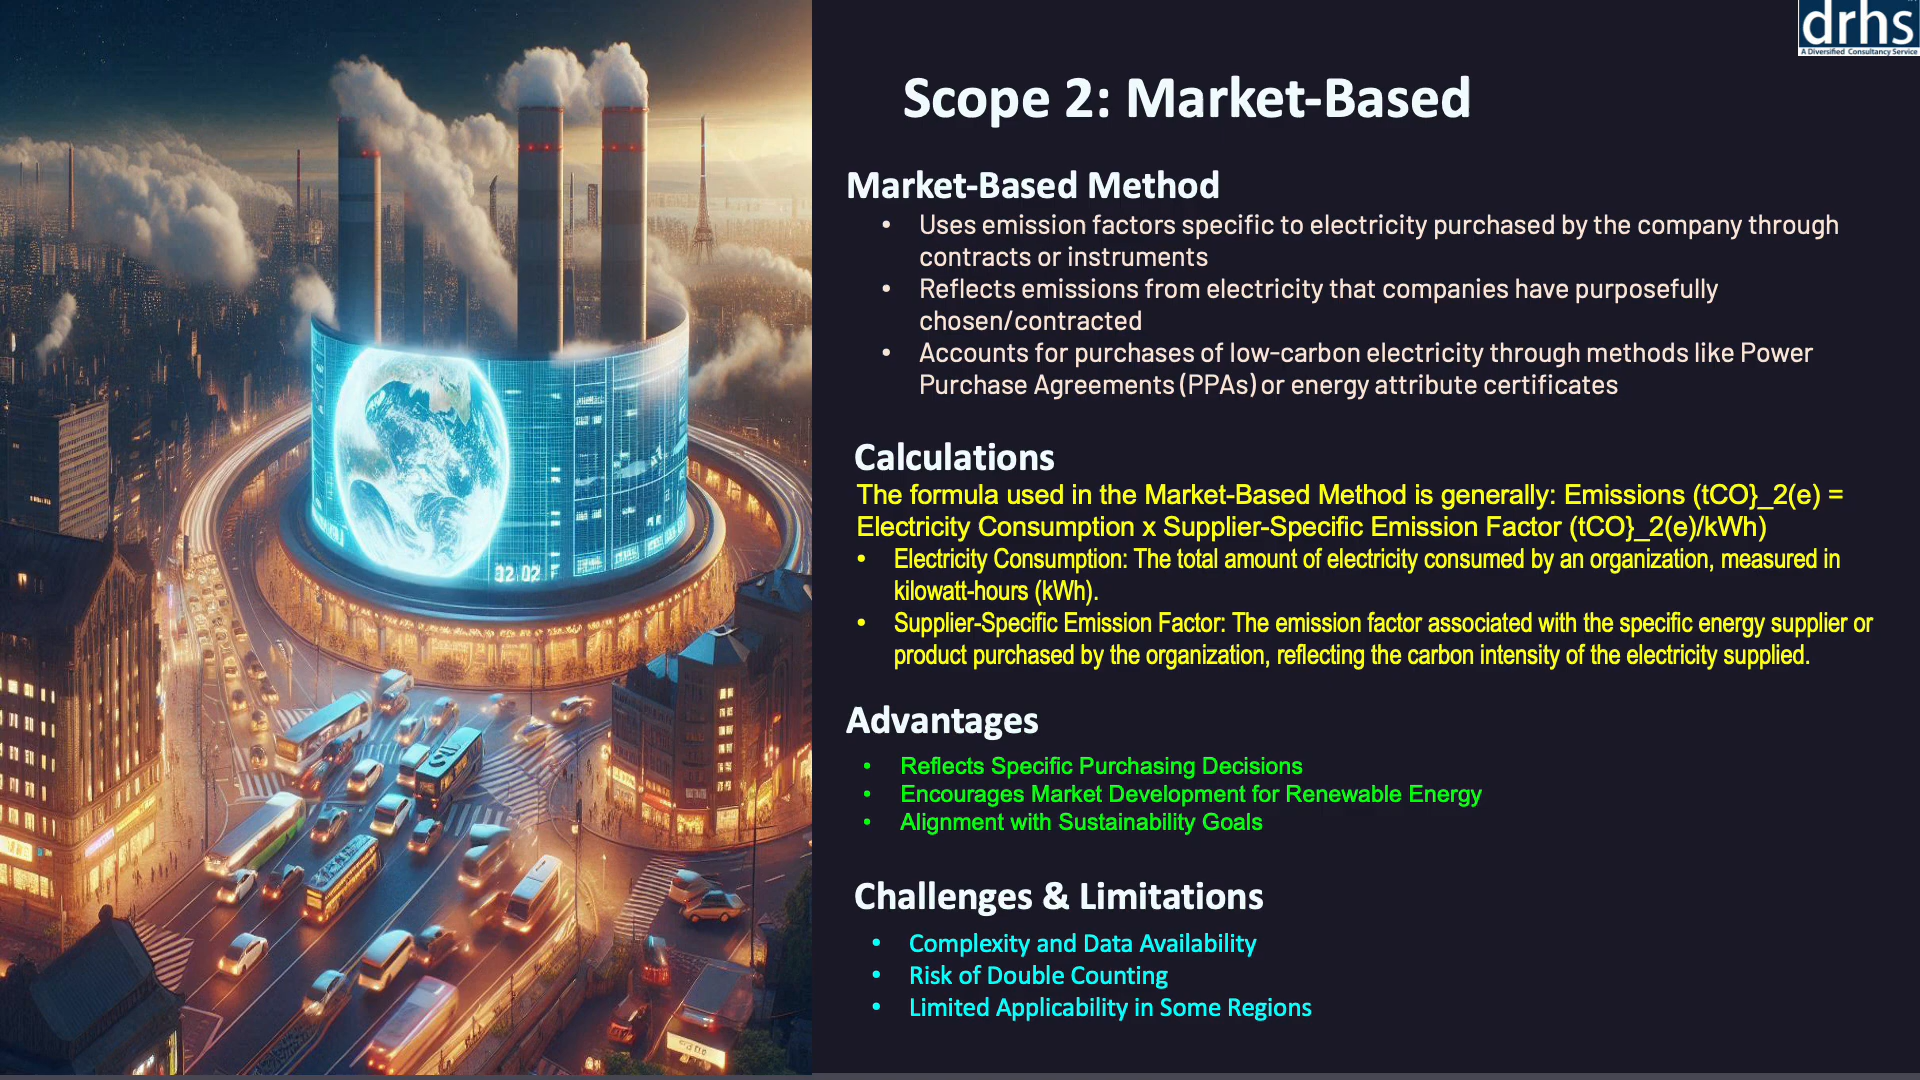 drhs
A Diversified Consultancy Service
Scope 2: Market-Based
Market-Based Method
• Uses emission factors specific to electricity purchased by the company through
contracts or instruments
• Reflects emissions from electricity that companies have purposefully
chosen/contracted
• Accounts for purchases of low-carbon electricity through methods like Power
Purchase Agreements (PPAs) or energy attribute certificates
Calculations
The formula used in the Market-Based Method is generally: Emissions (tCO}_2(e) =
Electricity Consumption x Supplier-Specific Emission Factor (tCO}_2(e)/kWh)
• Electricity Consumption: The total amount of electricity consumed by an organization, measured in
kilowatt-hours (kWh).
• Supplier-Specific Emission Factor: The emission factor associated with the specific energy supplier or
product purchased by the organization, reflecting the carbon intensity of the electricity supplied.
Advantages
• Reflects Specific Purchasing Decisions
• Encourages Market Development for Renewable Energy
• Alignment with Sustainability Goals
Challenges & Limitations
• Complexity and Data Availability
• Risk of Double Counting
• Limited Applicability in Some Regions